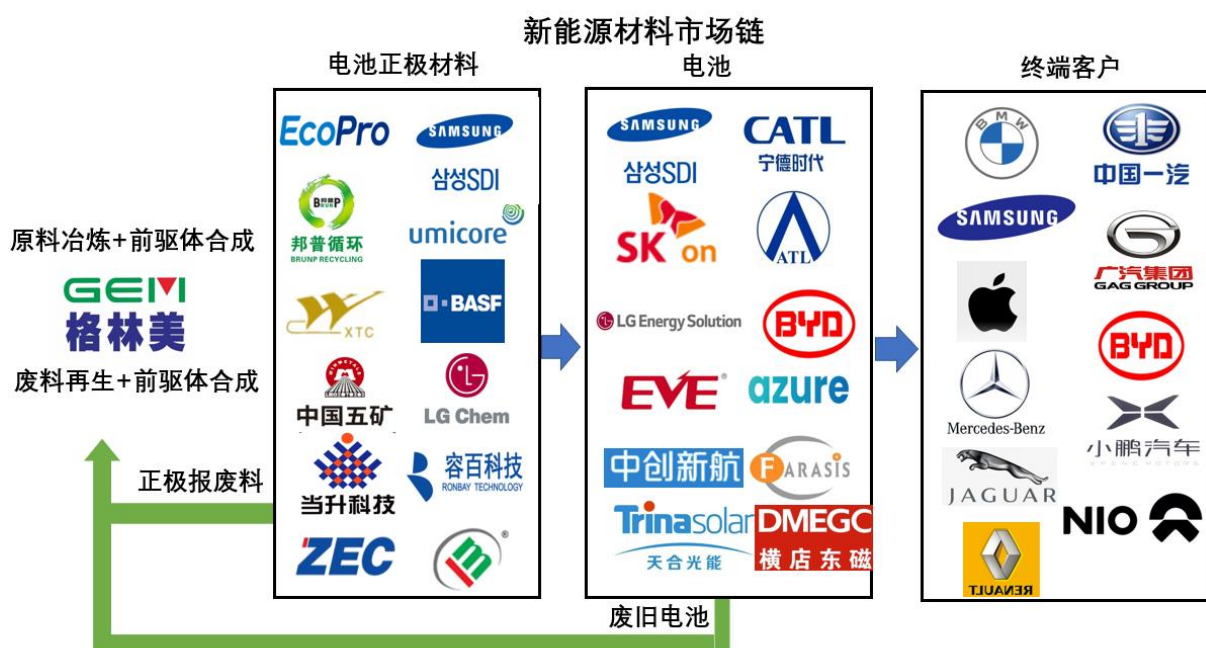 新能源材料市场链
电池正极材料
电池
终端客户
原料冶炼+前驱体合成
GEM
格林美
废料再生+前驱体合成
正极报废料
废旧电池
EcoPro
SAMSUNG
삼성SDI
BRUNP
邦普循环
BRUNP RECYCLING
umicore
XTC
BASF
中国五矿
LG Chem
当升科技
容百科技
RONBAY TECHNOLOGY
ZEC
SAMSUNG
삼성SDI
CATL
宁德时代
SK on
ATL
LG Energy Solution
BYD
EVE
azure
中创新航
FARASIS
Trinasolar
天合光能
DMEGC
横店东磁
BMW
中国一汽
SAMSUNG
广汽集团
GAG GROUP
BYD
Mercedes-Benz
小鹏汽车
XPENG MOTORS
JAGUAR
NIO
RENAULT